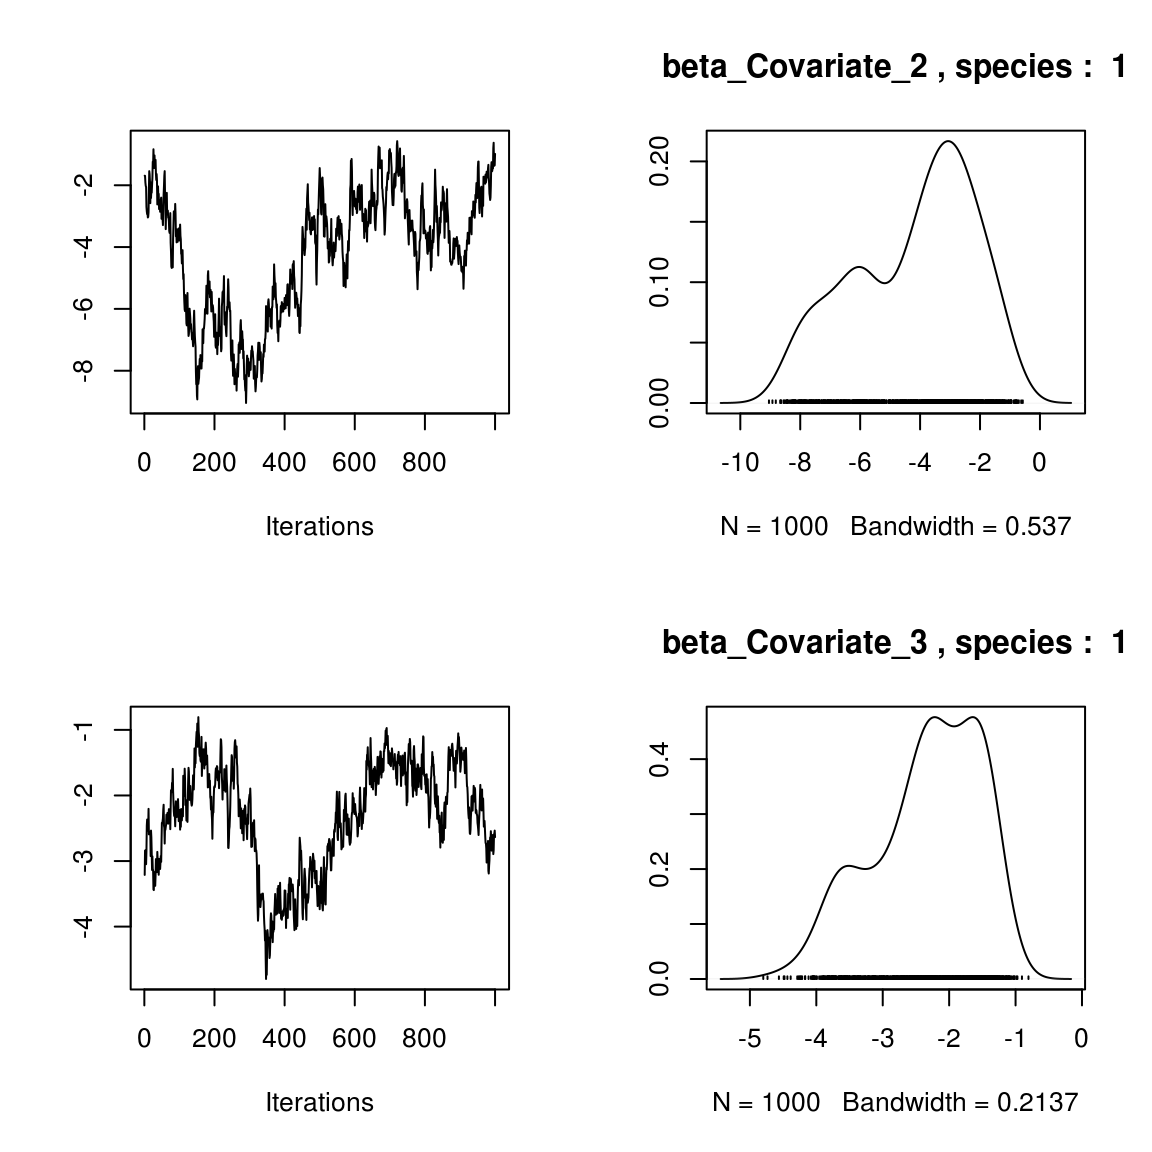 beta_Covariate_2 , species :  1
-2
-4
-6
-8
0 200 400 600 800
Iterations
0.20
0.10
0.00
-10 -8 -6 -4 -2 0
N = 1000   Bandwidth = 0.537
beta_Covariate_3 , species :  1
-1
-2
-3
-4
0 200 400 600 800
Iterations
0.4
0.2
0.0
-5 -4 -3 -2 -1 0
N = 1000   Bandwidth = 0.2137